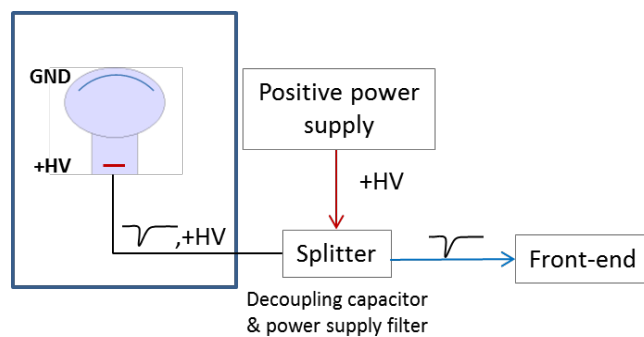 GND
+HV
Positive power
supply
+HV
,+HV
Splitter
Front-end
Decoupling capacitor
& power supply filter